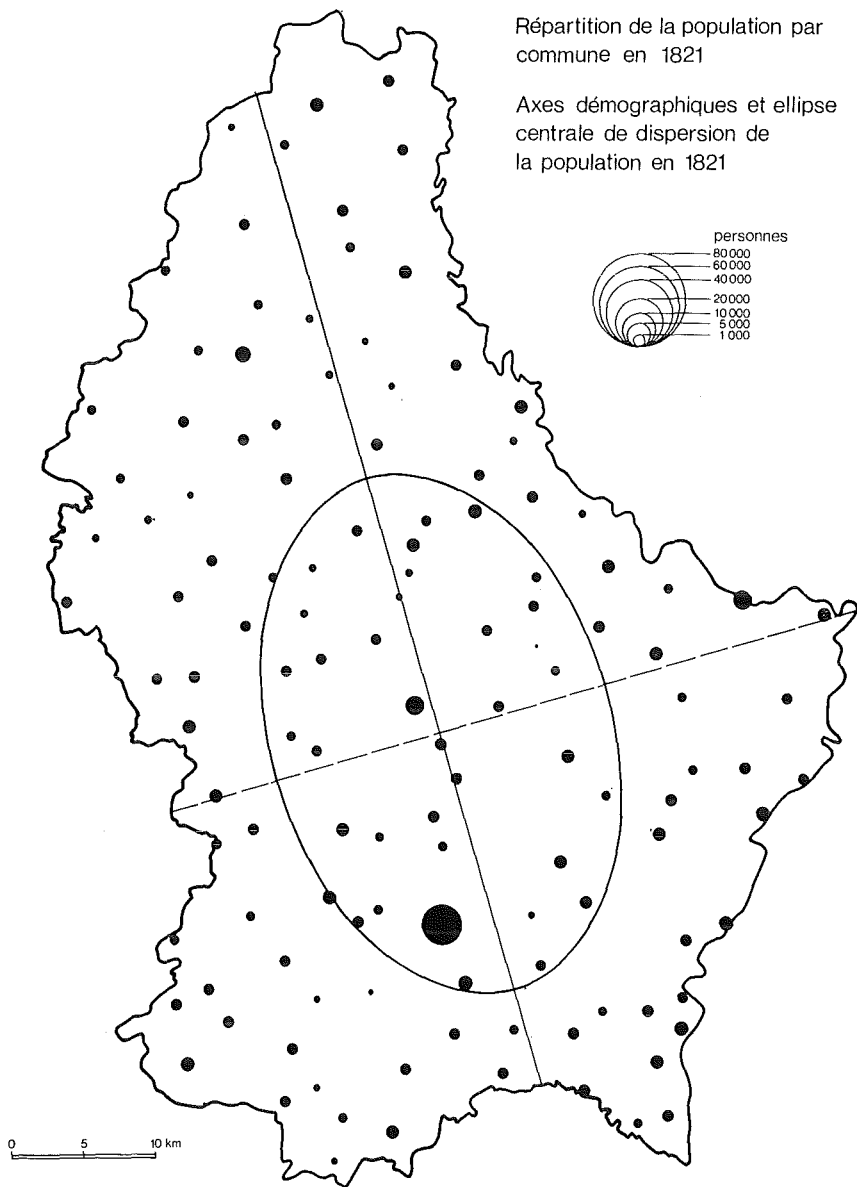 Répartition de la population par
commune en 1821
Axes démographiques et ellipse
centrale de dispersion de
la population en 1821
personnes
80 000
60 000
40 000
20 000
10 000
5 000
1 000
0 5 10 km